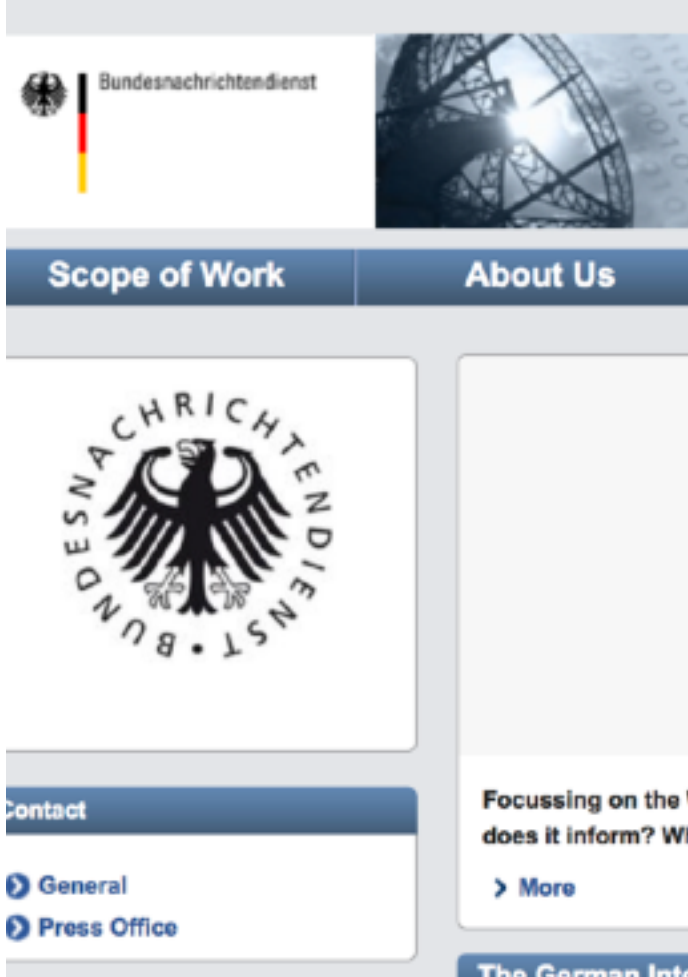 Bundesnachrichtendienst
Scope of Work
About Us
BUNDESNACHRICHTENDIENST
Contact
General
Press Office
Focussing on the
does it inform?
More
The German